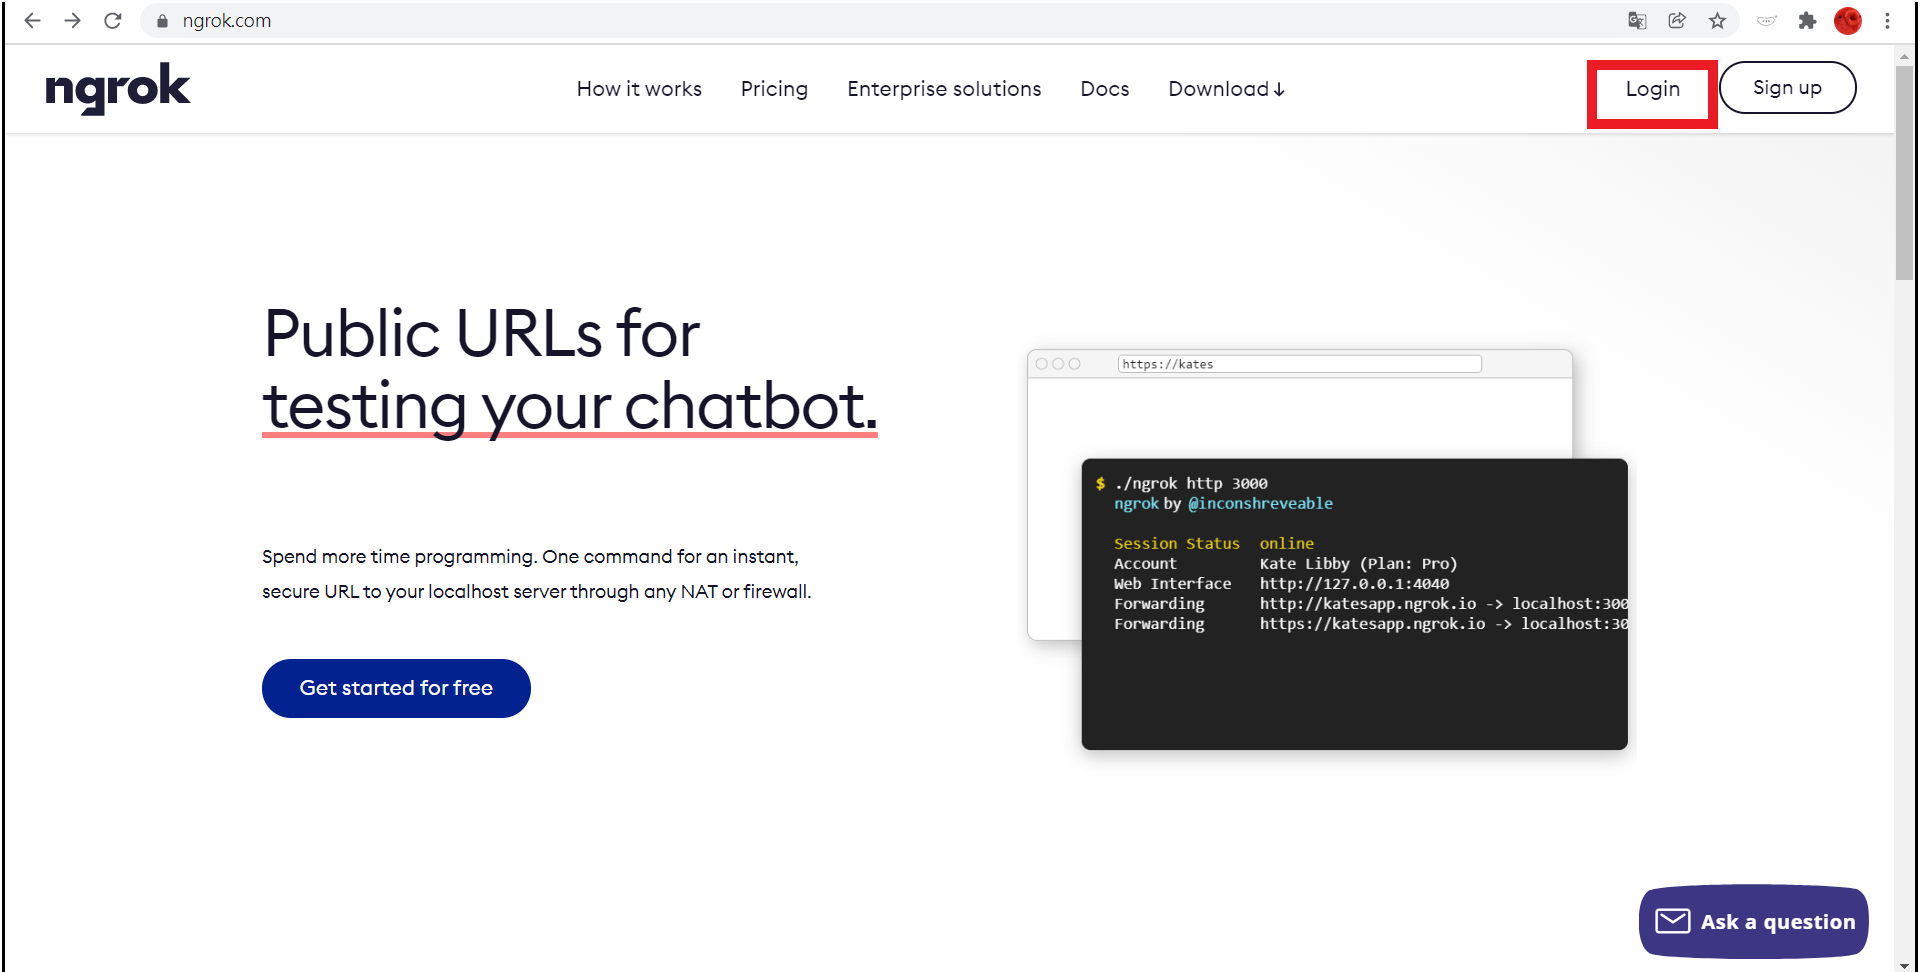 ngrok.com
ngrok
How it works Pricing Enterprise solutions Docs Download↓
Login
Sign up
Public URLs for
testing your chatbot.
Spend more time programming. One command for an instant,
secure URL to your localhost server through any NAT or firewall.
Get started for free
https://kates
$ ./ngrok http 3000
ngrok by @inconshreveable
Session Status online
Account Kate Libby (Plan: Pro)
Web Interface http://127.0.0.1:4040
Forwarding http://katesapp.ngrok.io -> localhost:300
Forwarding https://katesapp.ngrok.io -> localhost:30
Ask a question